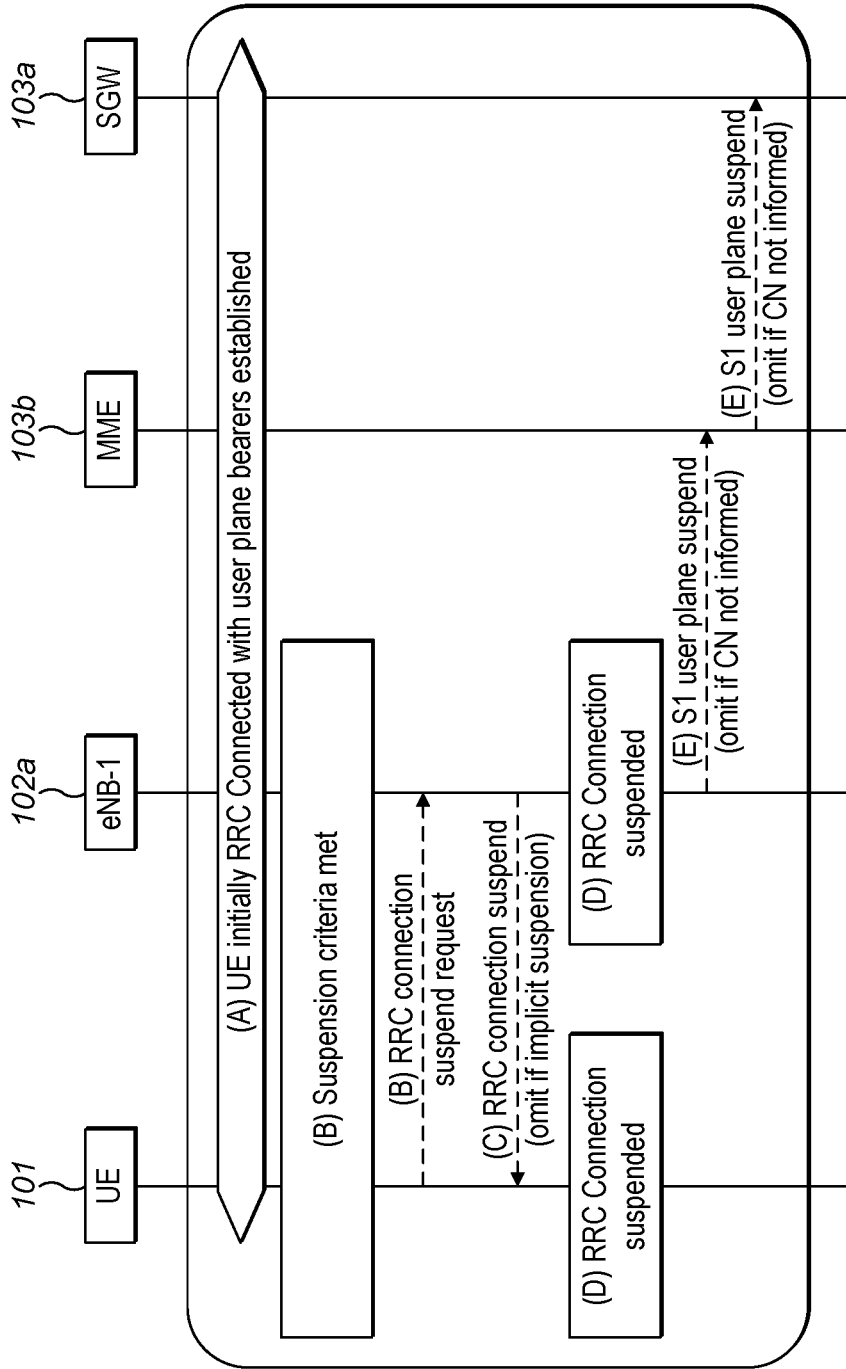 101
102a
103b
103a
UE
eNB-1
MME
SGW
(A) UE initially RRC Connected with user plane bearers established
(B) Suspension criteria met
(B) RRC connection
suspend request
(C) RRC connection suspend
(omit if implicit suspension)
(D) RRC Connection
suspended
(D) RRC Connection
suspended
(E) S1 user plane suspend
(omit if CN not informed)
(E) S1 user plane suspend
(omit if CN not informed)